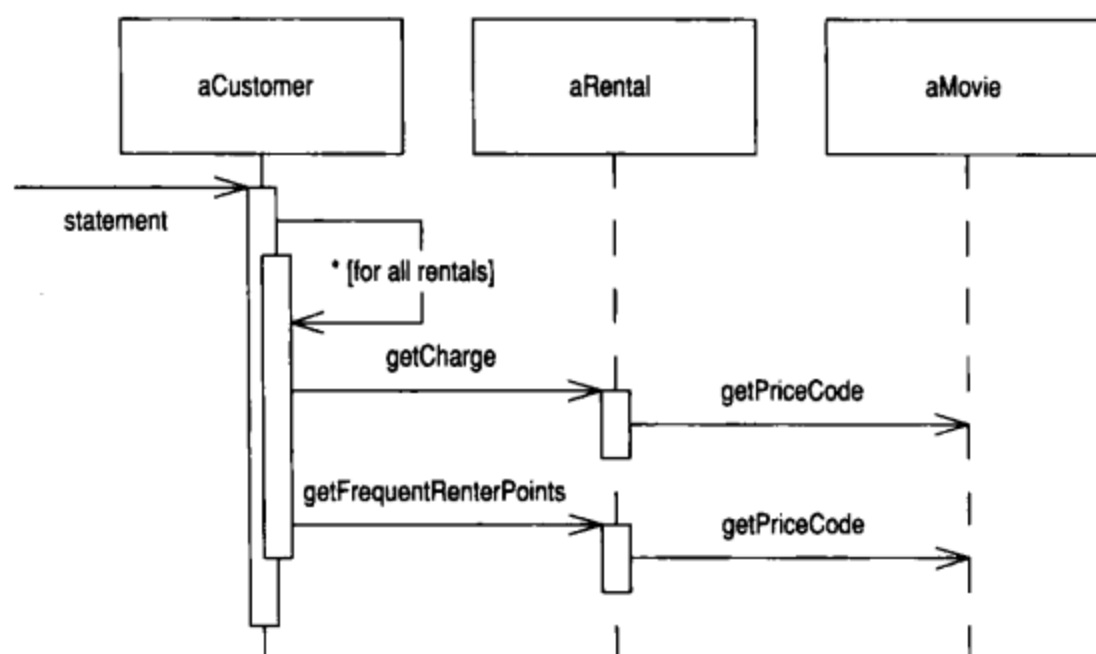 aCustomer
aRental
aMovie
statement
* [for all rentals]
getCharge
getPriceCode
getFrequentRenterPoints
getPriceCode